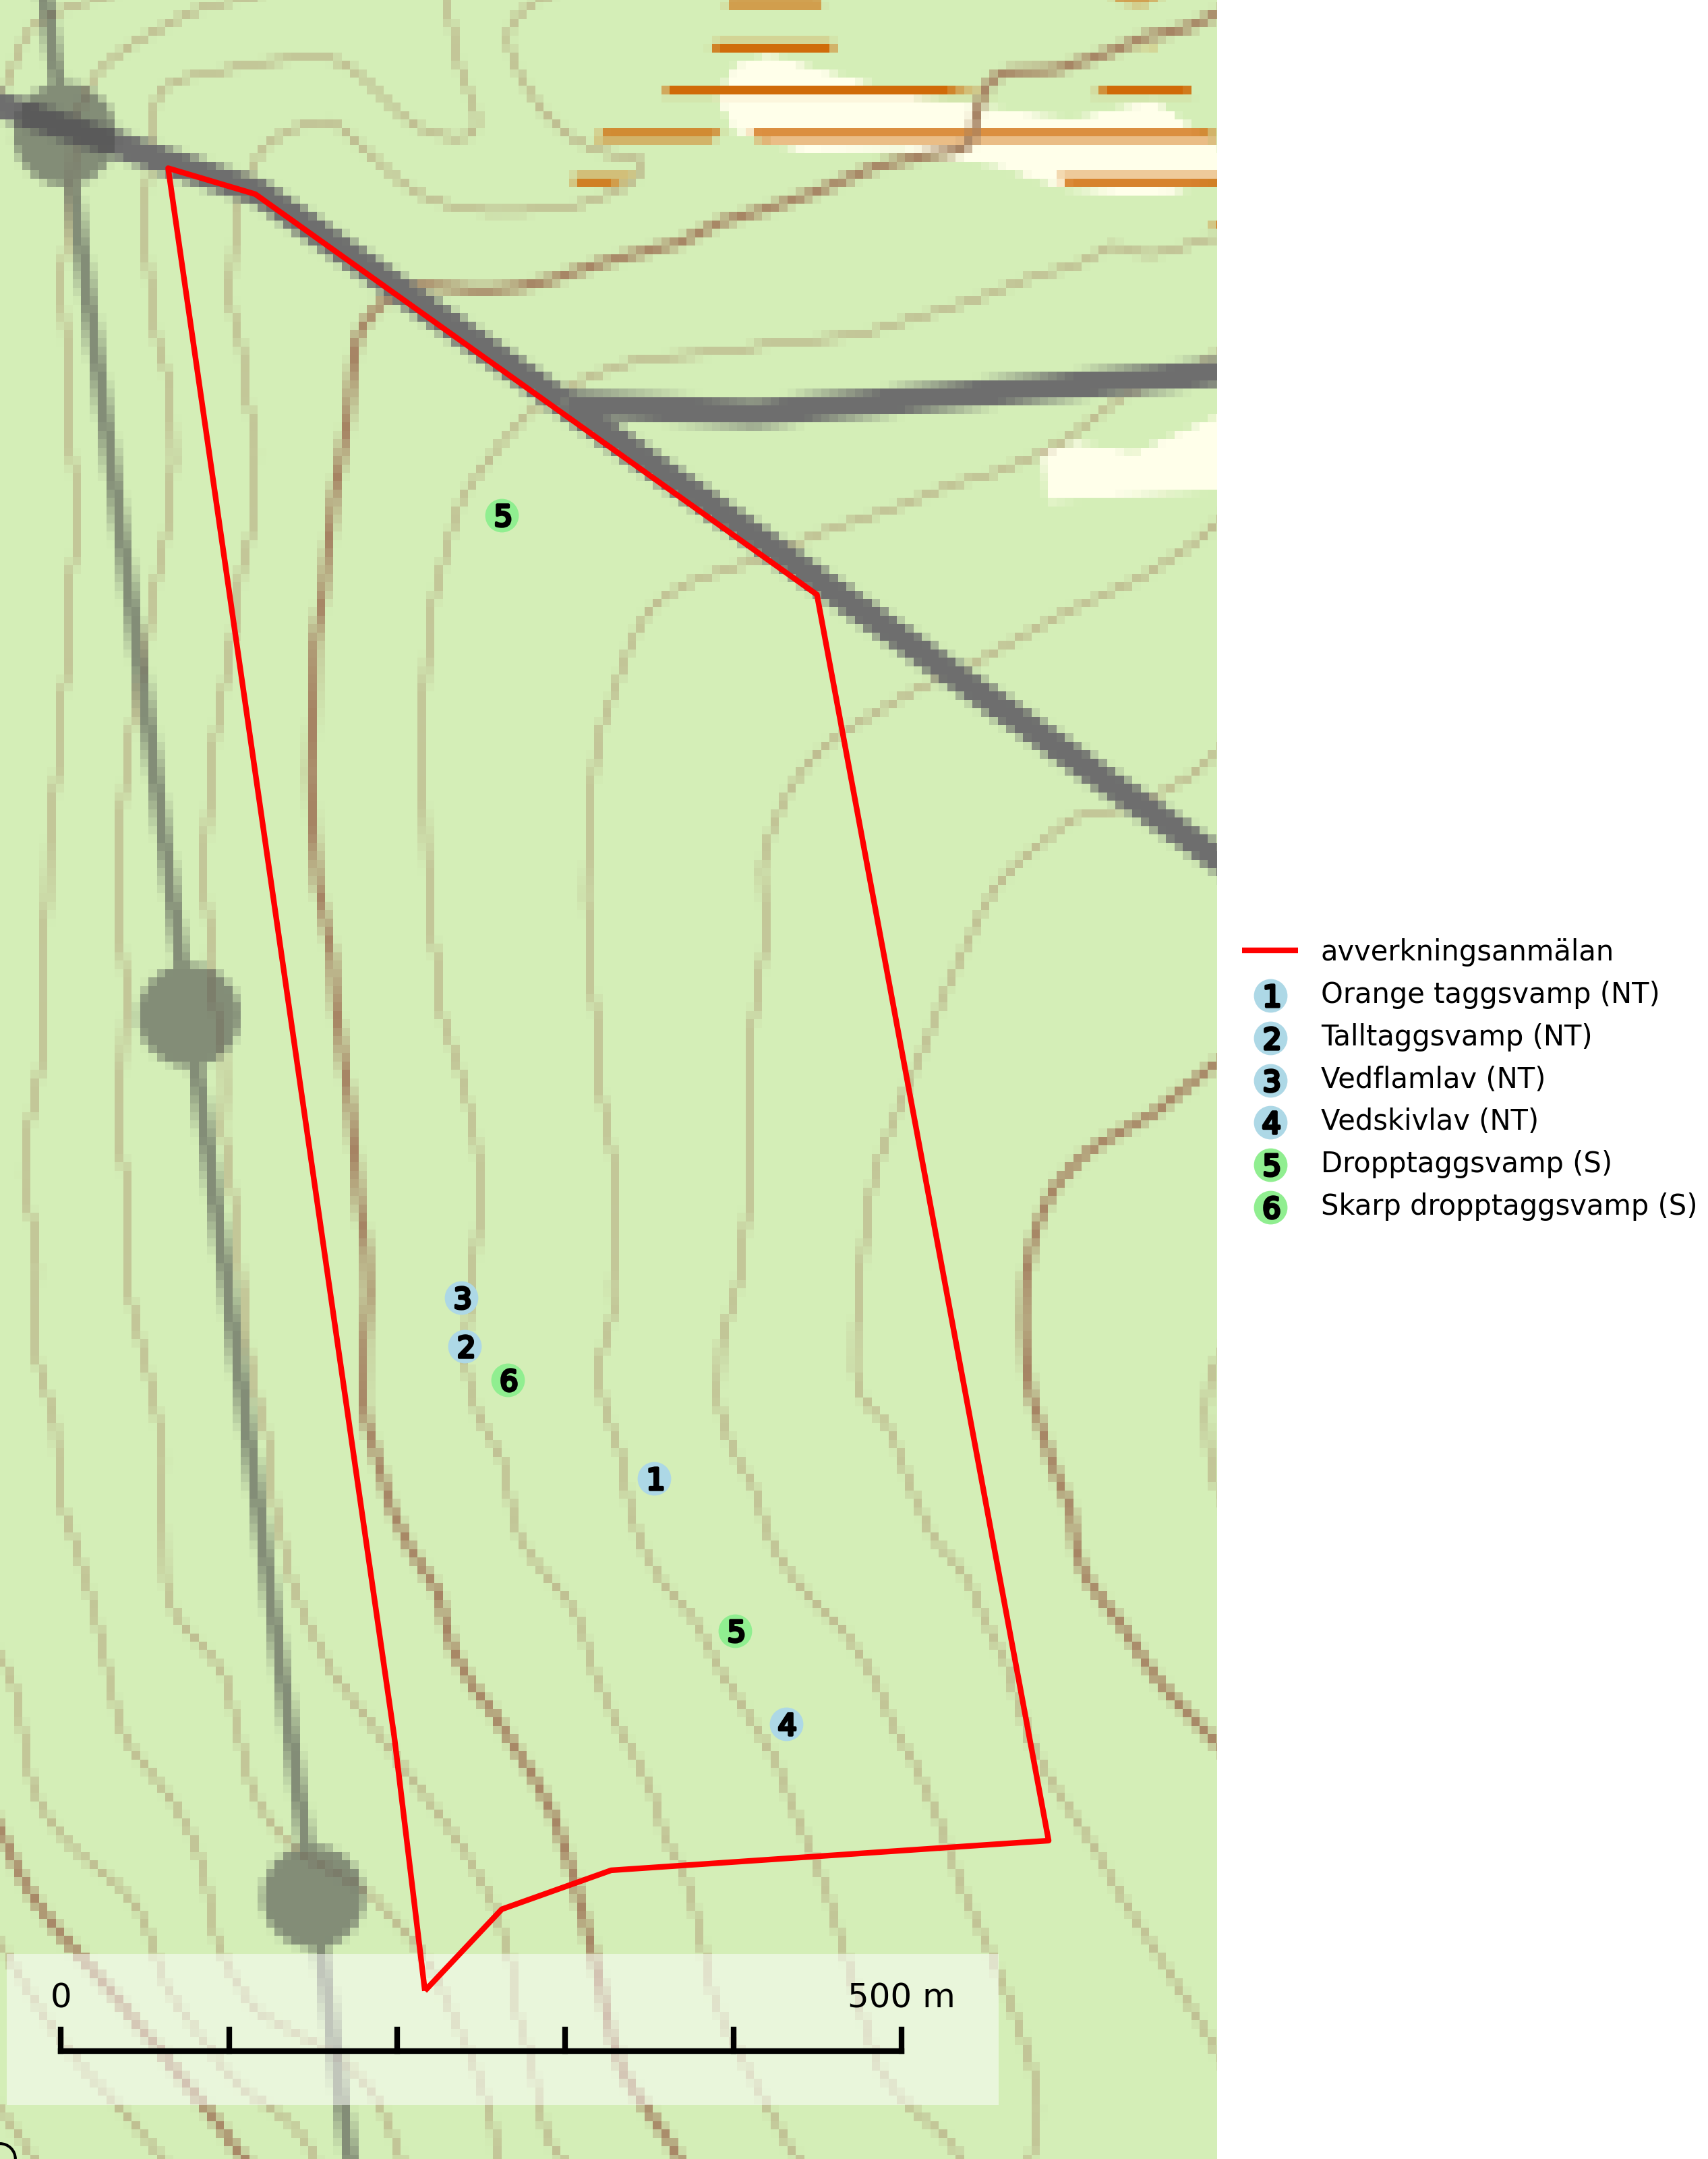 5
3
2
6
1
5
4
0 500 m
avverkningsanmälan
1 Orange taggsvamp (NT)
2 Talltaggsvamp (NT)
3 Vedflamlav (NT)
4 Vedskivlav (NT)
5 Dropptaggsvamp (S)
6 Skarp dropptaggsvamp (S)